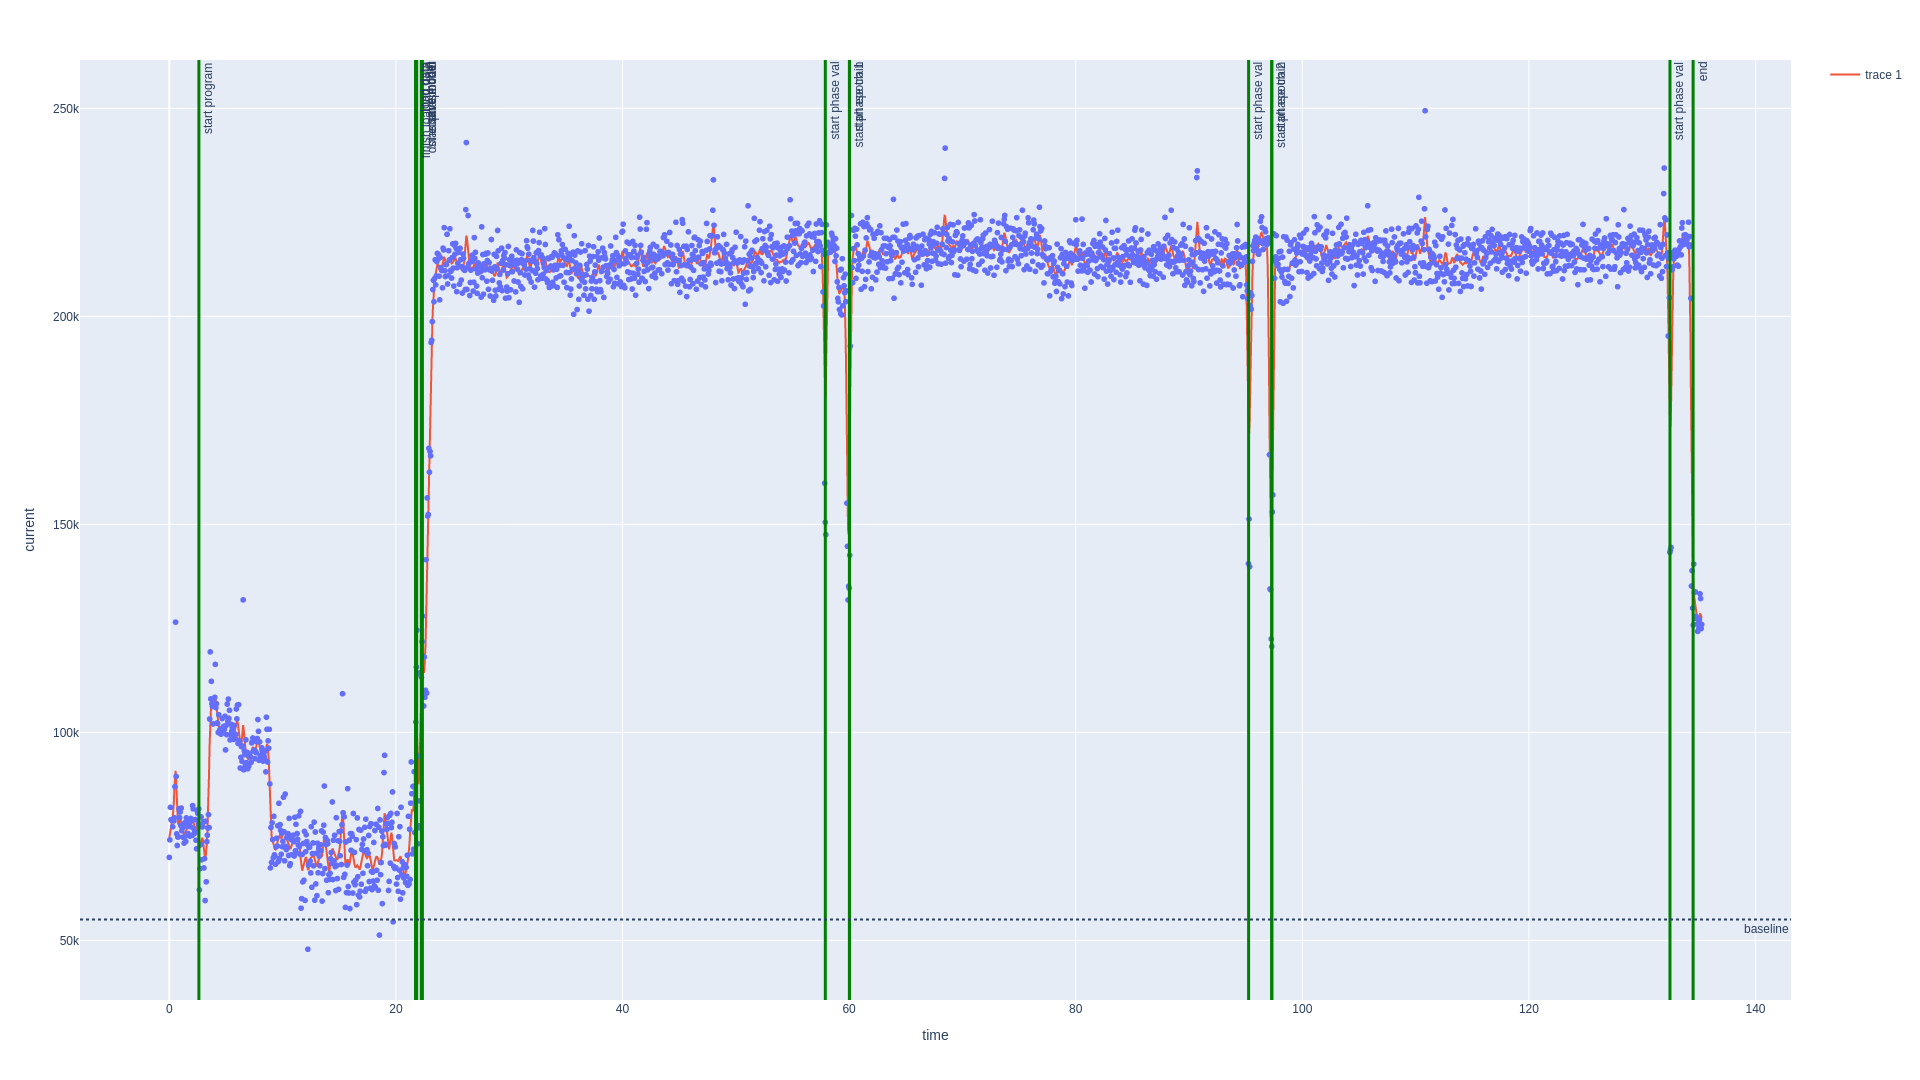 trace 1
start program
start phase val
start phase val
start phase val
end
250k
200k
150k
100k
50k
current
baseline
0
20
40
60
80
100
120
140
time